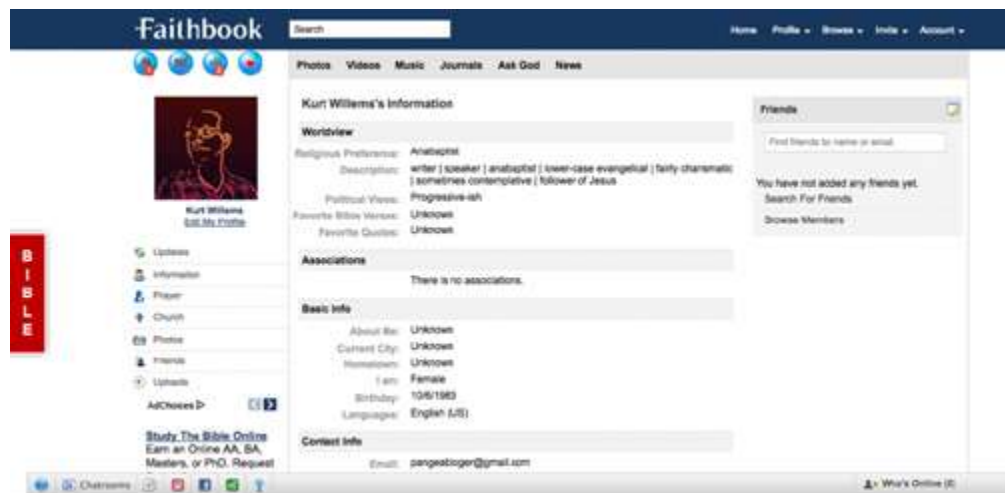 Faithbook
Search
Home Profile Browse Invite Account
Photos Videos Music Journals Ask God News
Kurt Willems
Edit My Profile
Updates
Information
Prayer
Church
Photos
Friends
Uploads
AdChoices
Study The Bible Online
Earn an Online AA, BA,
Masters, or PhD. Request
BIBLE
Kurt Willems's Information
Worldview
Religious Preference: Anabaptist
Description: writer | speaker | anabaptist | lower-case evangelical | fairly charismatic
| sometimes contemplative | follower of Jesus
Political Views: Progressive-ish
Favorite Bible Verses: Unknown
Favorite Quotes: Unknown
Associations
There is no associations.
Basic Info
About Me: Unknown
Current City: Unknown
Hometown: Unknown
I am: Female
Birthday: 10/6/1983
Languages: English (US)
Contact Info
Email: pangeabloger@gmail.com
Friends
Find friends by name or email.
You have not added any friends yet.
Search For Friends
Browse Members
Chatrooms
Who's Online (0)